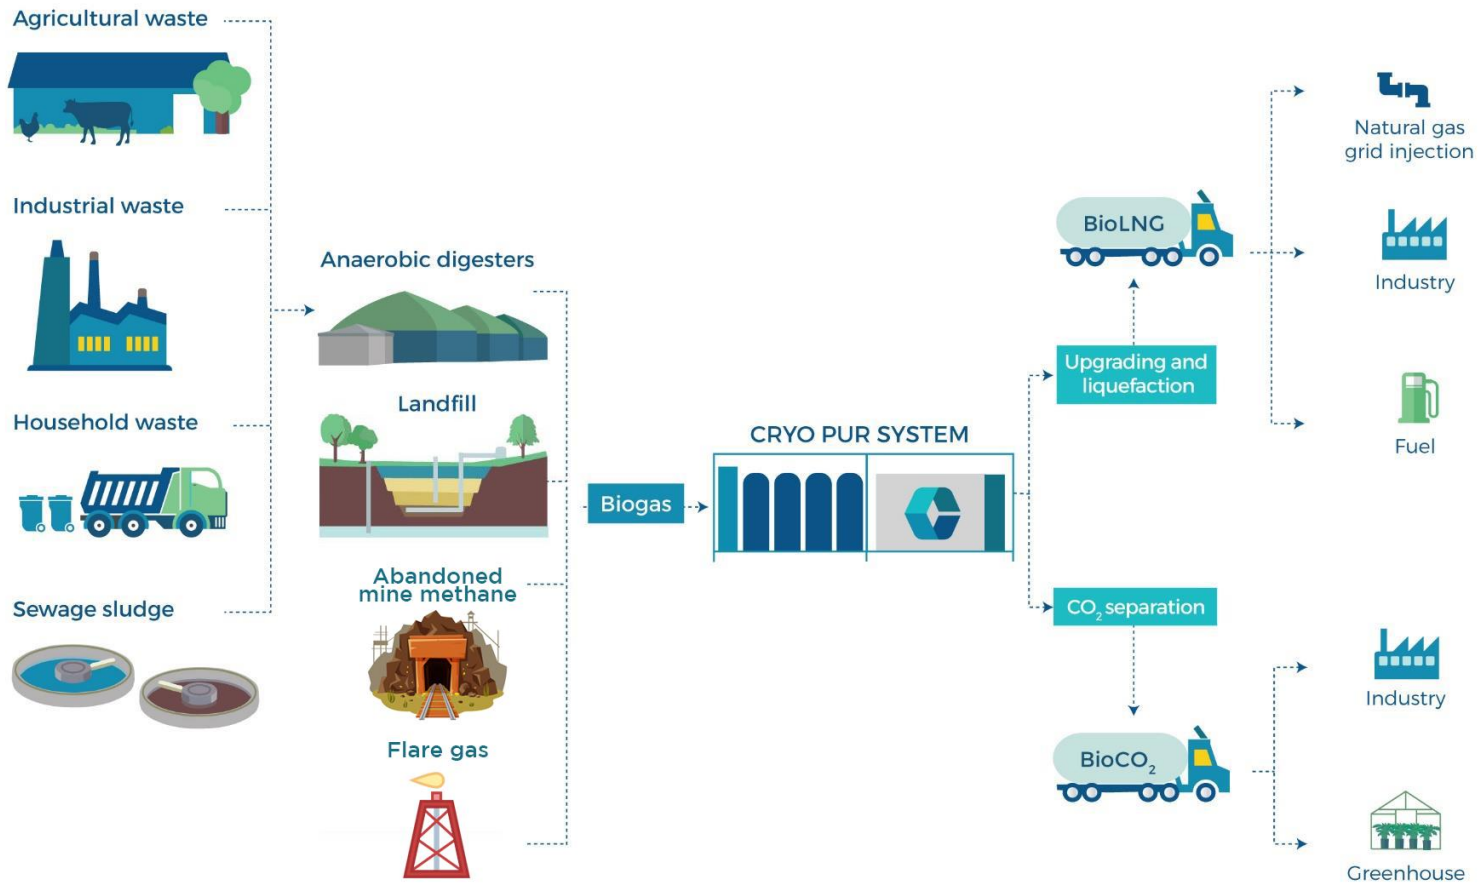 Agricultural waste
Industrial waste
Household waste
Sewage sludge
Anaerobic digesters
Landfill
Abandoned
mine methane
Flare gas
Biogas
CRYO PUR SYSTEM
Upgrading and
liquefaction
CO₂ separation
BioLNG
BioCO₂
Natural gas
grid injection
Industry
Fuel
Industry
Greenhouse